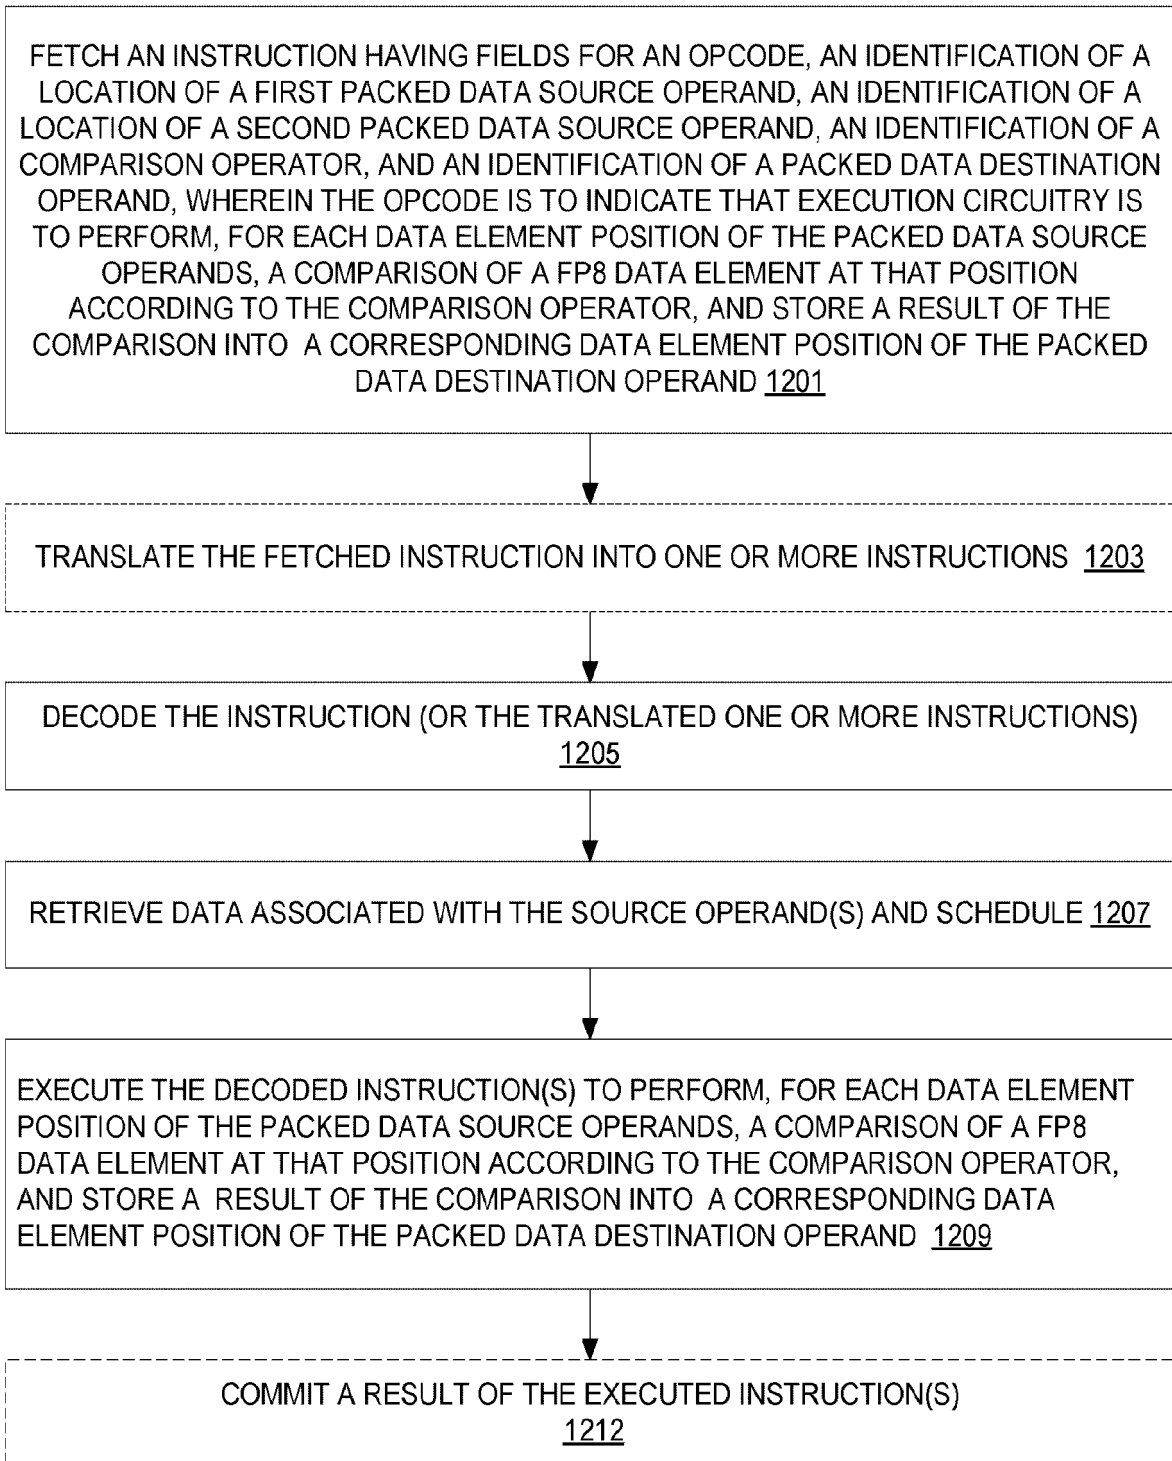 FETCH AN INSTRUCTION HAVING FIELDS FOR AN OPCODE, AN IDENTIFICATION OF A
LOCATION OF A FIRST PACKED DATA SOURCE OPERAND, AN IDENTIFICATION OF A
LOCATION OF A SECOND PACKED DATA SOURCE OPERAND, AN IDENTIFICATION OF A
COMPARISON OPERATOR, AND AN IDENTIFICATION OF A PACKED DATA DESTINATION
OPERAND, WHEREIN THE OPCODE IS TO INDICATE THAT EXECUTION CIRCUITRY IS
TO PERFORM, FOR EACH DATA ELEMENT POSITION OF THE PACKED DATA SOURCE
OPERANDS, A COMPARISON OF A FP8 DATA ELEMENT AT THAT POSITION
ACCORDING TO THE COMPARISON OPERATOR, AND STORE A RESULT OF THE
COMPARISON INTO A CORRESPONDING DATA ELEMENT POSITION OF THE PACKED
DATA DESTINATION OPERAND 1201
TRANSLATE THE FETCHED INSTRUCTION INTO ONE OR MORE INSTRUCTIONS 1203
DECODE THE INSTRUCTION (OR THE TRANSLATED ONE OR MORE INSTRUCTIONS)
1205
RETRIEVE DATA ASSOCIATED WITH THE SOURCE OPERAND(S) AND SCHEDULE 1207
EXECUTE THE DECODED INSTRUCTION(S) TO PERFORM, FOR EACH DATA ELEMENT
POSITION OF THE PACKED DATA SOURCE OPERANDS, A COMPARISON OF A FP8
DATA ELEMENT AT THAT POSITION ACCORDING TO THE COMPARISON OPERATOR,
AND STORE A RESULT OF THE COMPARISON INTO A CORRESPONDING DATA
ELEMENT POSITION OF THE PACKED DATA DESTINATION OPERAND 1209
COMMIT A RESULT OF THE EXECUTED INSTRUCTION(S)
1212